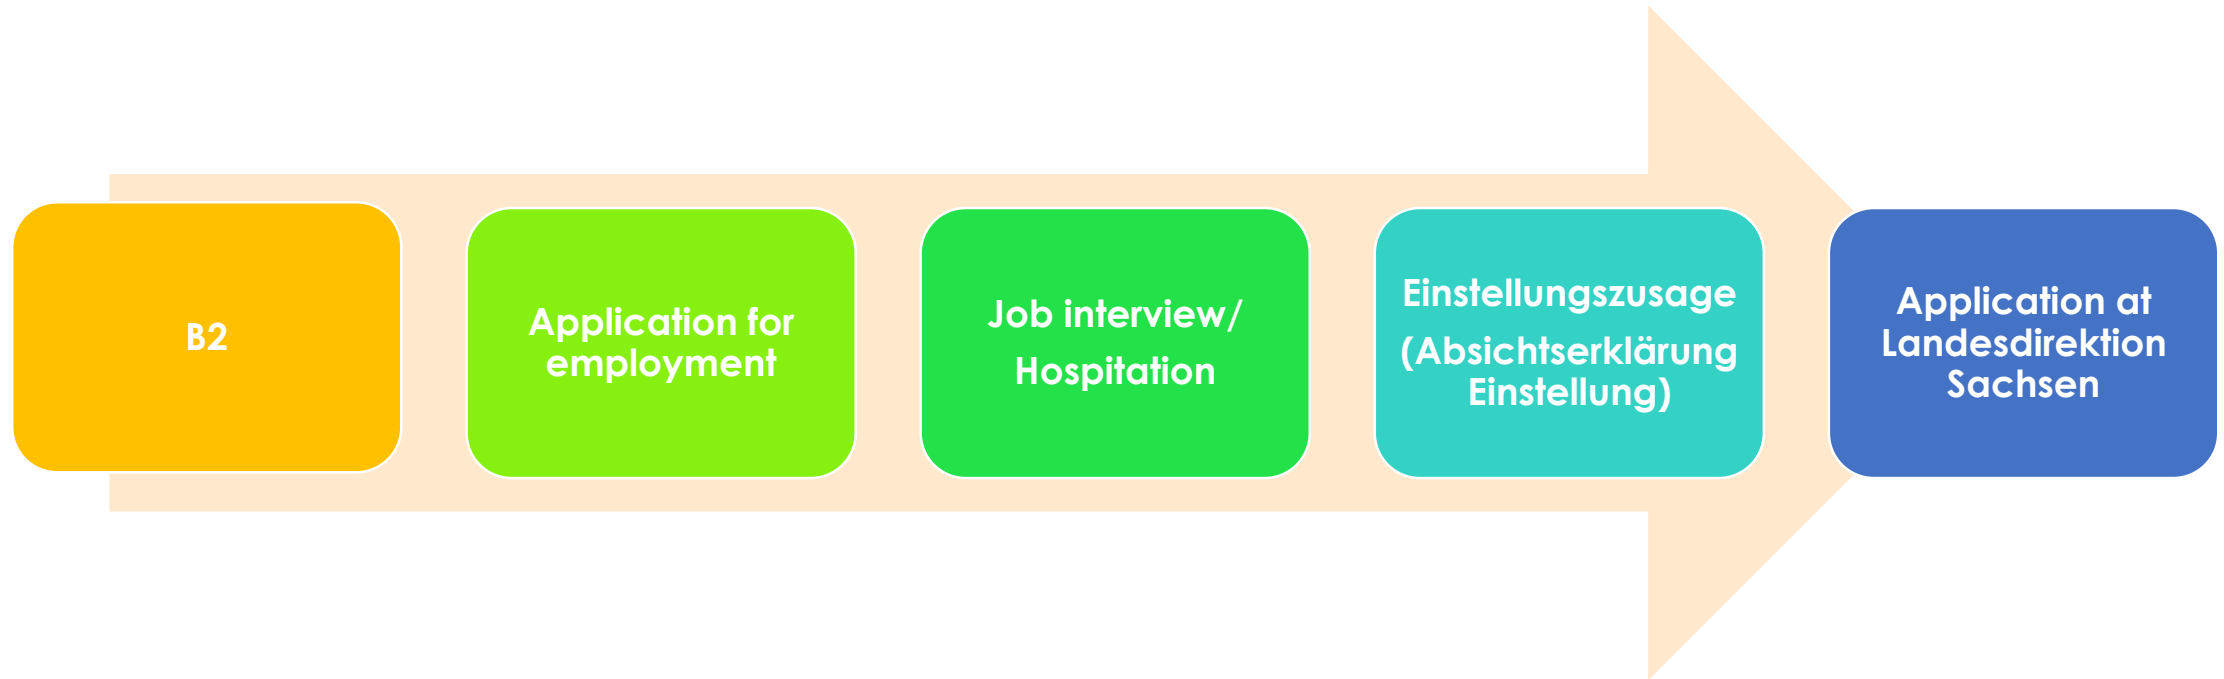 B2
Application for
employment
Job interview/
Hospitation
Einstellungszusage
(Absichtserklärung
Einstellung)
Application at
Landesdirektion
Sachsen